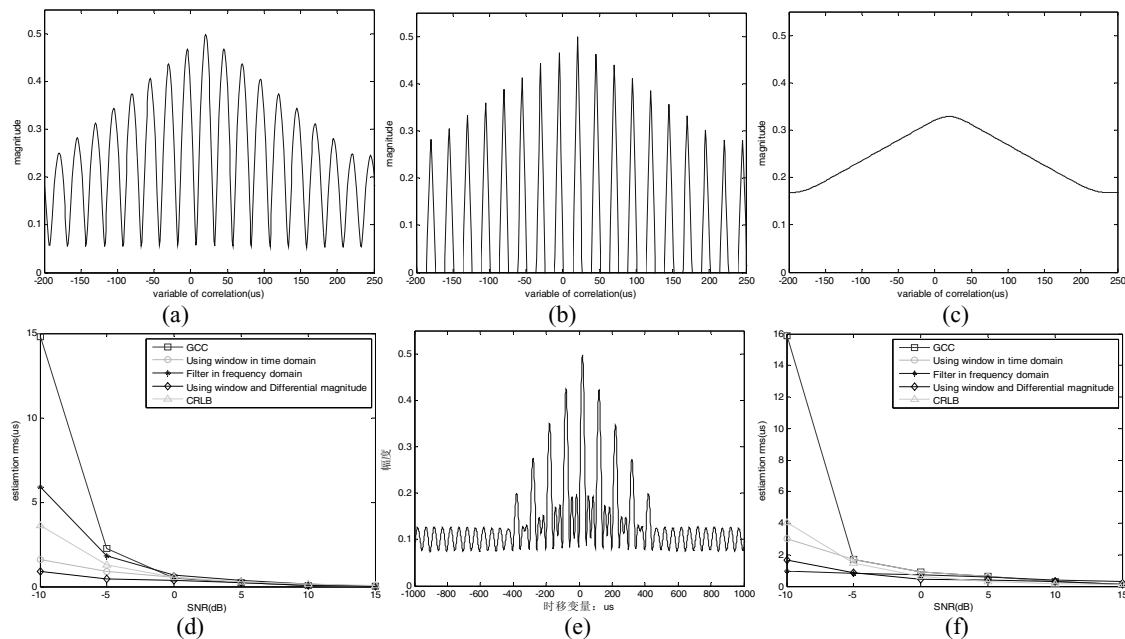 0.5
0.4
0.3
0.2
0.1
0
magnitude
-200 -150 -100 -50 0 50 100 150 200 250
variable of correlation(us)
(a)
0.5
0.4
0.3
0.2
0.1
0
magnitude
-200 -150 -100 -50 0 50 100 150 200 250
variable of correlation(us)
(b)
0.5
0.4
0.3
0.2
0.1
0
magnitude
-200 -150 -100 -50 0 50 100 150 200 250
variable of correlation(us)
(c)
15
10
5
0
estiamtion rms(us)
GCC
Using window in time domain
Filter in frequency domain
Using window and Differential magnitude
CRLB
-10 -5 0 5 10 15
SNR(dB)
(d)
0.5
0.4
0.3
0.2
0.1
0
幅度
-1000 -800 -600 -400 -200 0 200 400 600 800 1000
时移变量：us
(e)
16
14
12
10
8
6
4
2
0
estiamtion rms(us)
GCC
Using window in time domain
Filter in frequency domain
Using window and Differential magnitude
CRLB
-10 -5 0 5 10 15
SNR(dB)
(f)